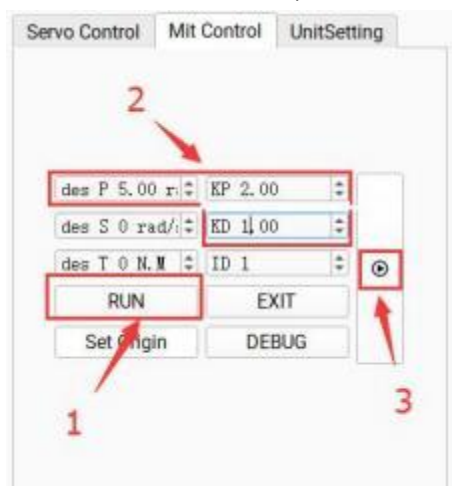 Servo Control Mit Control UnitSetting
2
des P 5.00 r KP 2.00
des S 0 rad/ KD 1.00
des T 0 N.M ID 1
RUN EXIT
Set Origin DEBUG
1
3